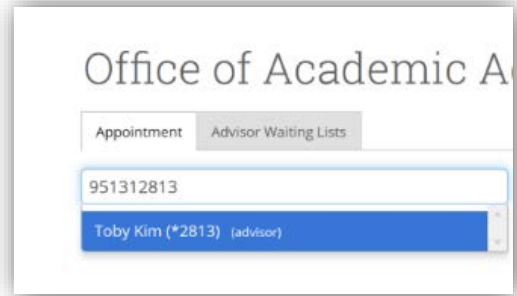 Office of Academic A
Appointment Advisor Waiting Lists
951312813
Toby Kim (*2813) (advisor)